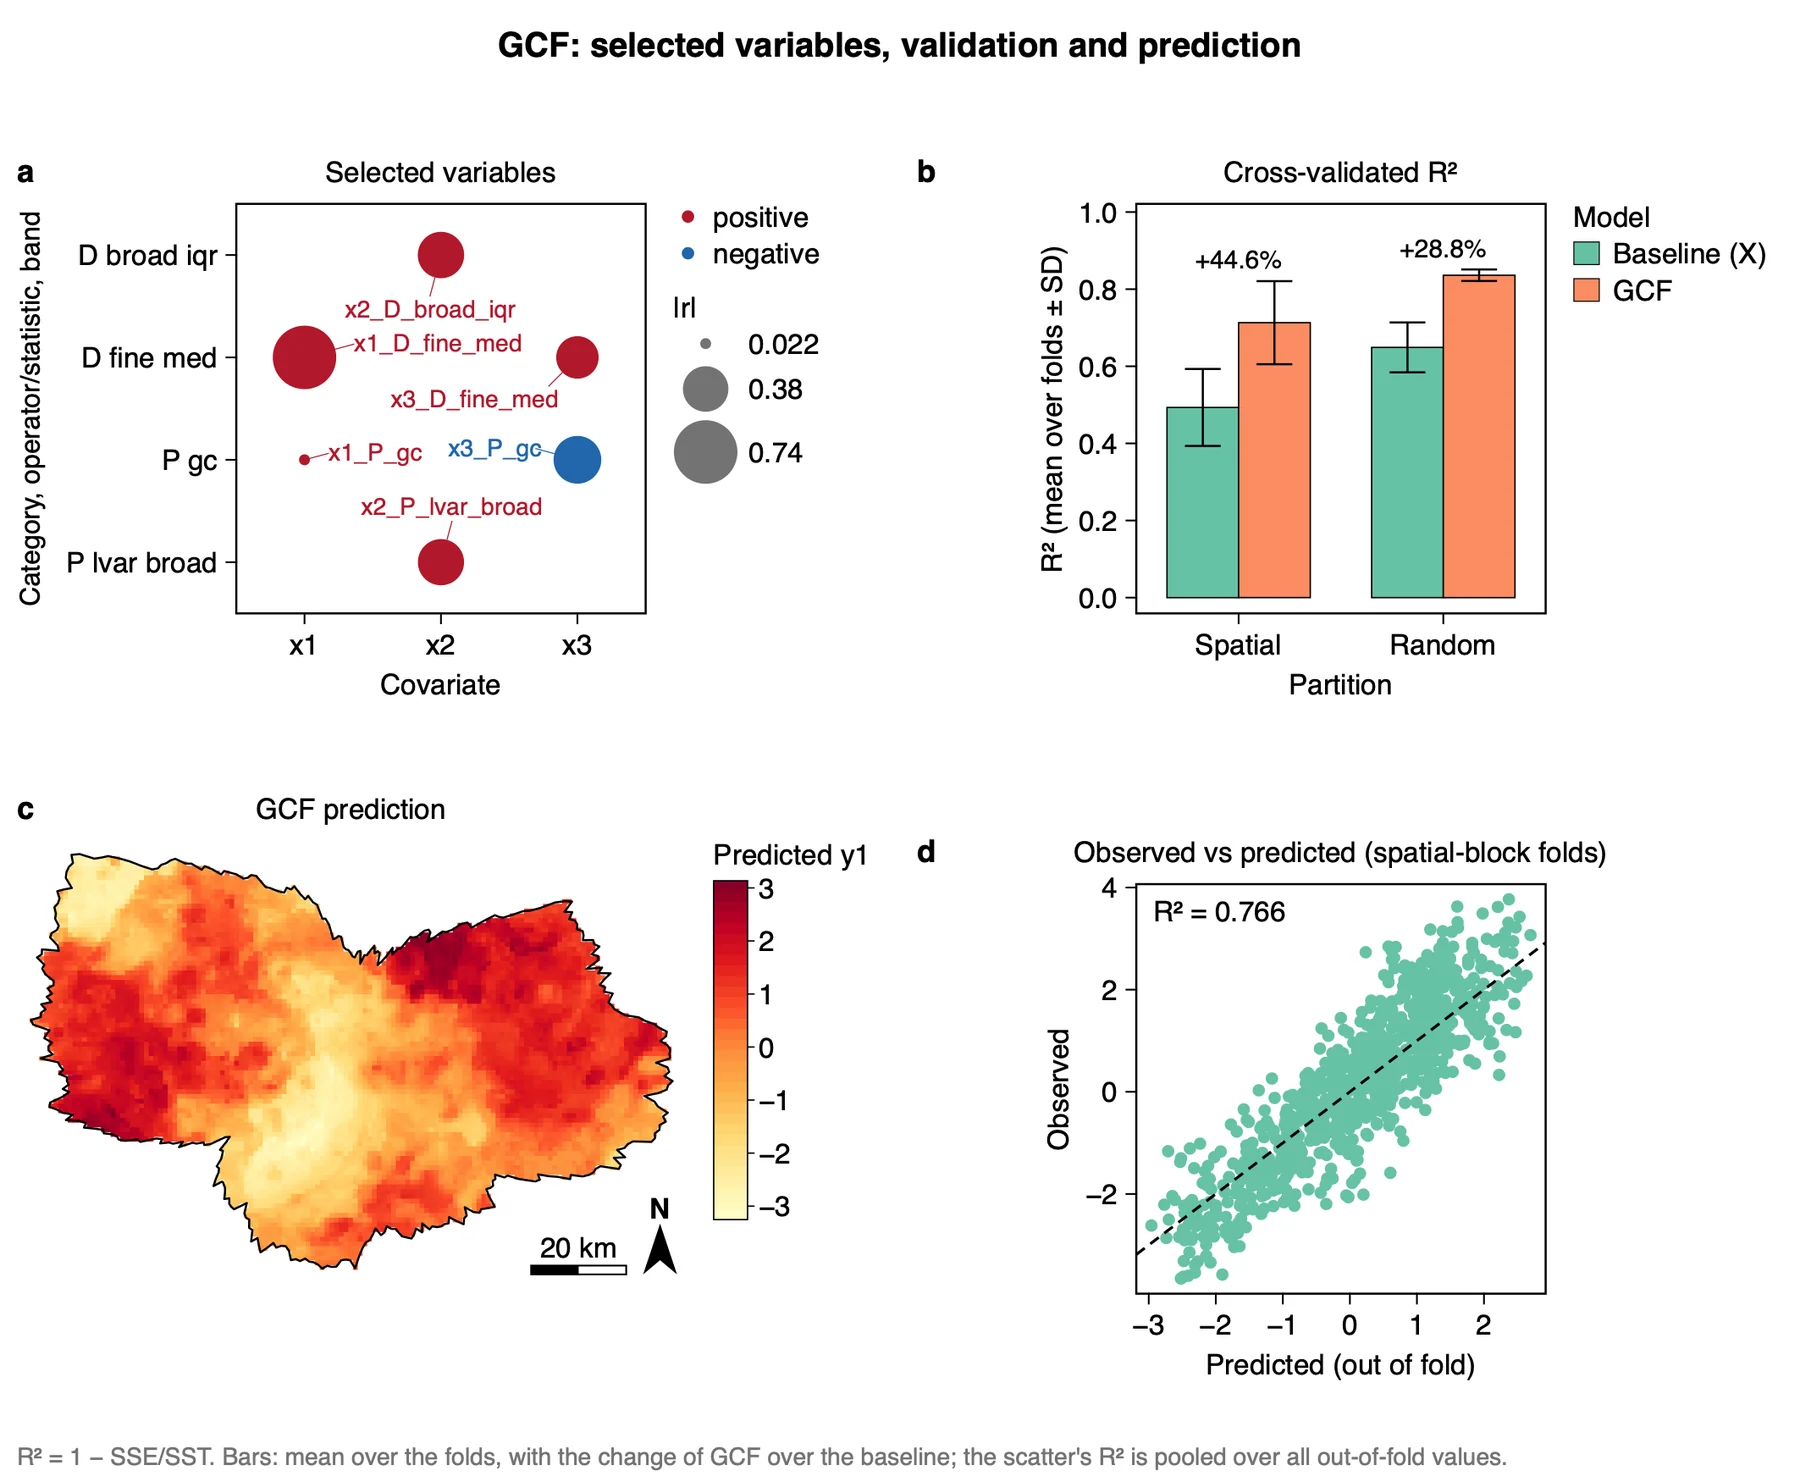 GCF: selected variables, validation and prediction
a
Selected variables
Category, operator/statistic, band
D broad iqr
D fine med
P gc
P lvar broad
x2_D_broad_iqr
x1_D_fine_med
x3_D_fine_med
x1_P_gc
x3_P_gc
x2_P_lvar_broad
x1
x2
x3
Covariate
positive
negative
|r|
0.022
0.38
0.74
b
Cross-validated R²
R² (mean over folds ± SD)
1.0
0.8
0.6
0.4
0.2
0.0
+44.6%
+28.8%
Spatial
Random
Partition
Model
Baseline (X)
GCF
c
GCF prediction
Predicted y1
3
2
1
0
−1
−2
−3
20 km
N
d
Observed vs predicted (spatial-block folds)
R² = 0.766
Observed
4
2
0
−2
−3
−2
−1
0
1
2
Predicted (out of fold)
R² = 1 − SSE/SST. Bars: mean over the folds, with the change of GCF over the baseline; the scatter's R² is pooled over all out-of-fold values.